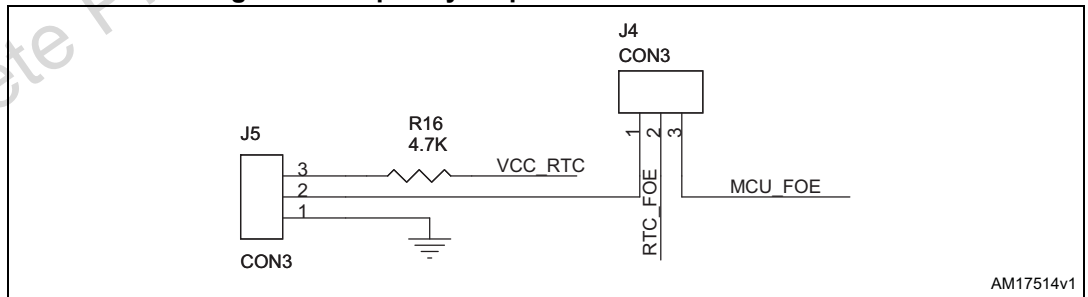 J4
CON3
R16
4.7K
J5
3
VCC_RTC
1
2
3
2
MCU_FOE
RTC_FOE
1
CON3
AM17514v1